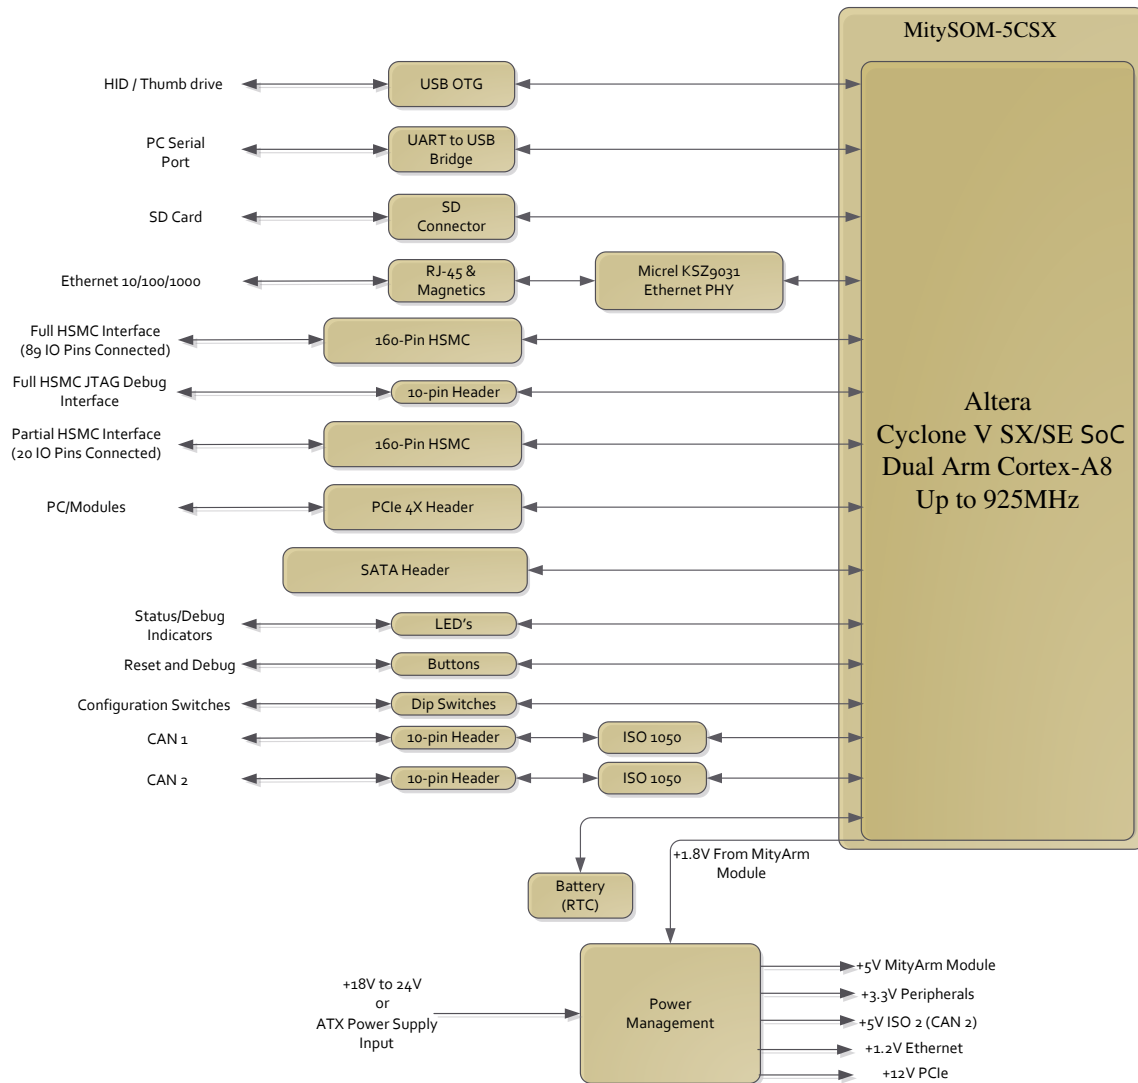 MitySOM-5CSX
HID / Thumb drive
USB OTG
PC Serial
Port
UART to USB
Bridge
SD Card
SD
Connector
Ethernet 10/100/1000
RJ-45 &
Magnetics
Micrel KSZ9031
Ethernet PHY
Full HSMC Interface
(89 IO Pins Connected)
160-Pin HSMC
Full HSMC JTAG Debug
Interface
10-pin Header
Partial HSMC Interface
(20 IO Pins Connected)
160-Pin HSMC
Altera
Cyclone V SX/SE SoC
Dual Arm Cortex-A8
Up to 925MHz
PC/Modules
PCIe 4X Header
SATA Header
Status/Debug
Indicators
LED's
Reset and Debug
Buttons
Configuration Switches
Dip Switches
CAN 1
10-pin Header
ISO 1050
CAN 2
10-pin Header
ISO 1050
+1.8V From MityArm
Module
Battery
(RTC)
+18V to 24V
or
ATX Power Supply
Input
Power
Management
+5V MityArm Module
+3.3V Peripherals
+5V ISO 2 (CAN 2)
+1.2V Ethernet
+12V PCIe